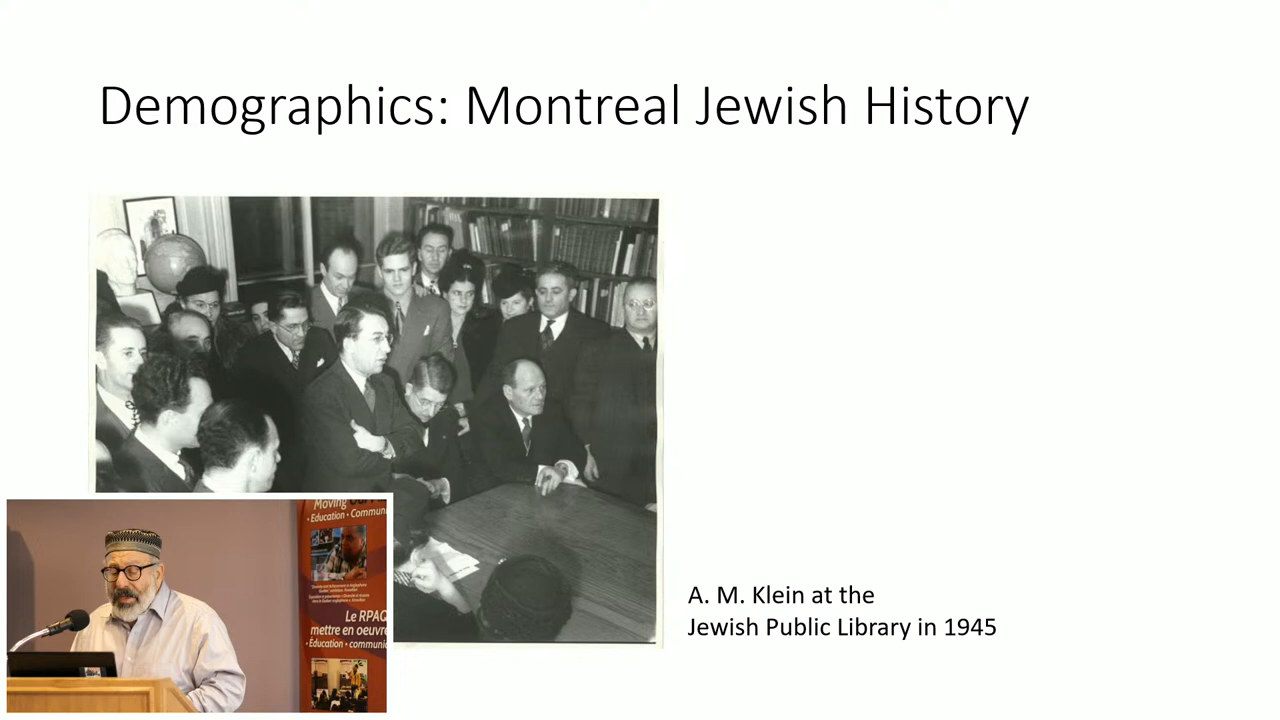 Demographics: Montreal Jewish History
A. M. Klein at the
Jewish Public Library in 1945
Moving
• Education • Commun
Le RPAQ
mettre en oeuvre
• Éducation • communic